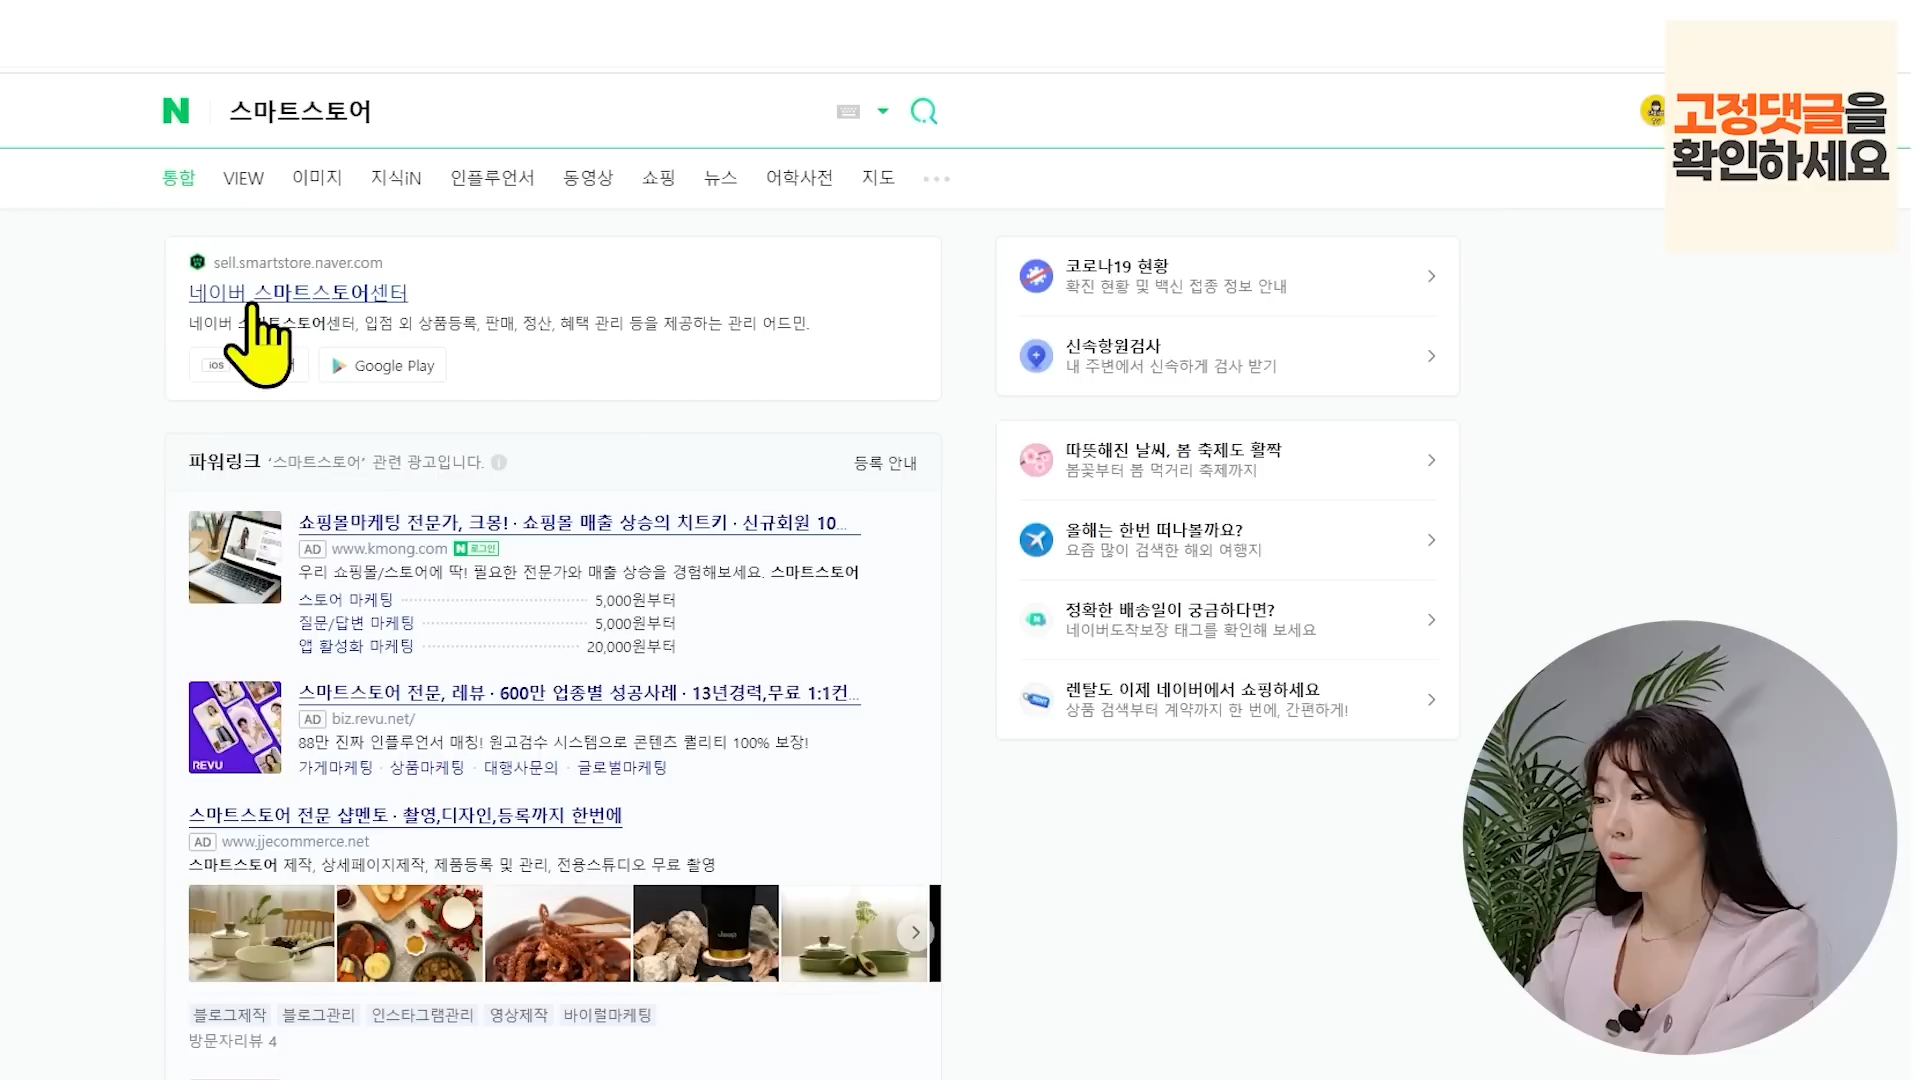 N 스마트스토어
고정댓글을
확인하세요
통합 VIEW 이미지 지식iN 인플루언서 동영상 쇼핑 뉴스 어학사전 지도
sell.smartstore.naver.com
네이버 스마트스토어센터
네이버 스마트스토어센터, 입점 외 상품등록, 판매, 정산, 혜택 관리 등을 제공하는 관리 어드민.
ios
Google Play
파워링크 '스마트스토어' 관련 광고입니다.
등록 안내
쇼핑몰마케팅 전문가, 크몽! · 쇼핑몰 매출 상승의 치트키 · 신규회원 10...
AD www.kmong.com N 로그인
우리 쇼핑몰/스토어에 딱! 필요한 전문가와 매출 상승을 경험해보세요. 스마트스토어
스토어 마케팅 5,000원부터
질문/답변 마케팅 5,000원부터
앱 활성화 마케팅 20,000원부터
REVU
스마트스토어 전문, 레뷰 · 600만 업종별 성공사례 · 13년경력,무료 1:1컨...
AD biz.revu.net/
88만 진짜 인플루언서 매칭! 원고검수 시스템으로 콘텐츠 퀄리티 100% 보장!
가게마케팅 · 상품마케팅 · 대행사문의 · 글로벌마케팅
스마트스토어 전문 샵멘토 · 촬영,디자인,등록까지 한번에
AD www.jjecommerce.net
스마트스토어 제작, 상세페이지제작, 제품등록 및 관리, 전용스튜디오 무료 촬영
Jeep
블로그제작 블로그관리 인스타그램관리 영상제작 바이럴마케팅
방문자리뷰 4
코로나19 현황
확진 현황 및 백신 접종 정보 안내
신속항원검사
내 주변에서 신속하게 검사 받기
따뜻해진 날씨, 봄 축제도 활짝
봄꽃부터 봄 먹거리 축제까지
올해는 한번 떠나볼까요?
요즘 많이 검색한 해외 여행지
정확한 배송일이 궁금하다면?
네이버도착보장 태그를 확인해 보세요
렌탈도 이제 네이버에서 쇼핑하세요
상품 검색부터 계약까지 한 번에, 간편하게!